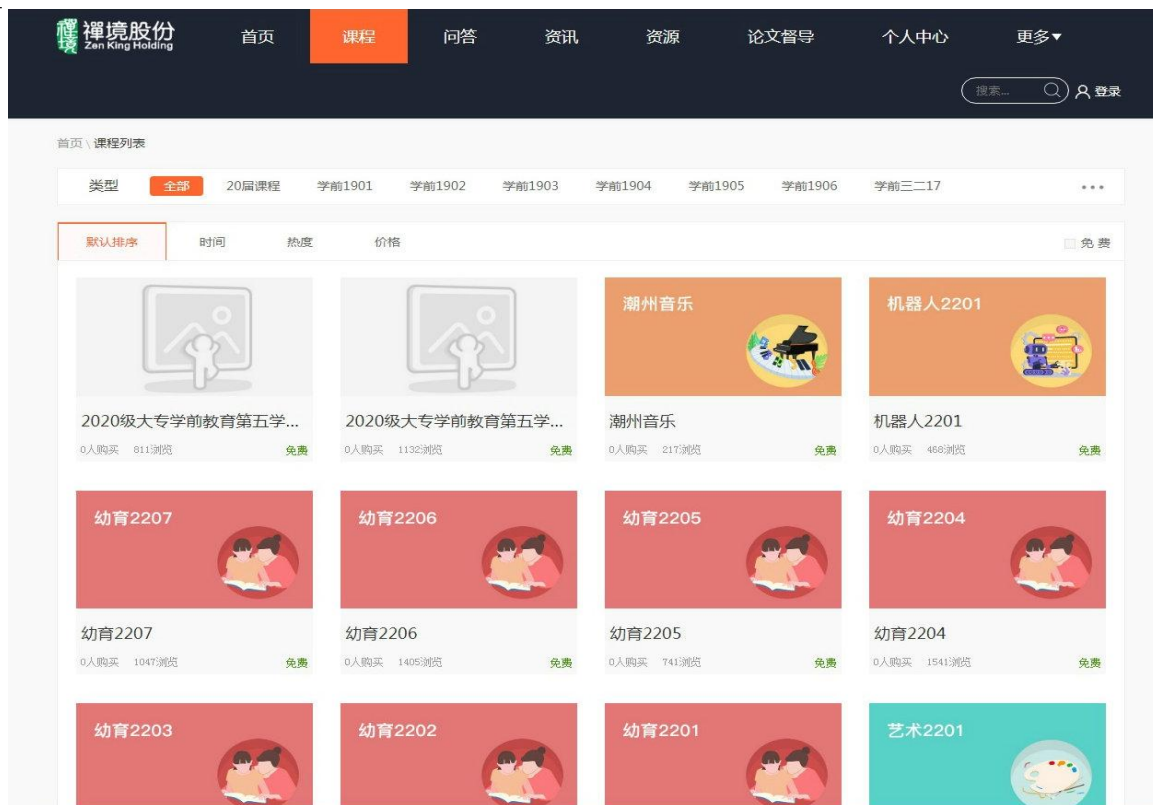 禪境 禪境股份 首页 课程 问答 资讯 资源 论文督导 个人中心 更多▾
Zen King Holding
搜索... 登录
首页 \ 课程列表
类型 全部 20届课程 学前1901 学前1902 学前1903 学前1904 学前1905 学前1906 学前三二17 •••
默认排序 时间 热度 价格 免 费
潮州音乐 机器人2201
2020级大专学前教育第五学... 2020级大专学前教育第五学... 潮州音乐 机器人2201
0人购买 811浏览 免费 0人购买 1132浏览 免费 0人购买 217浏览 免费 0人购买 468浏览 免费
幼育2207 幼育2206 幼育2205 幼育2204
幼育2207 幼育2206 幼育2205 幼育2204
0人购买 1047浏览 免费 0人购买 1405浏览 免费 0人购买 741浏览 免费 0人购买 1541浏览 免费
幼育2203 幼育2202 幼育2201 艺术2201